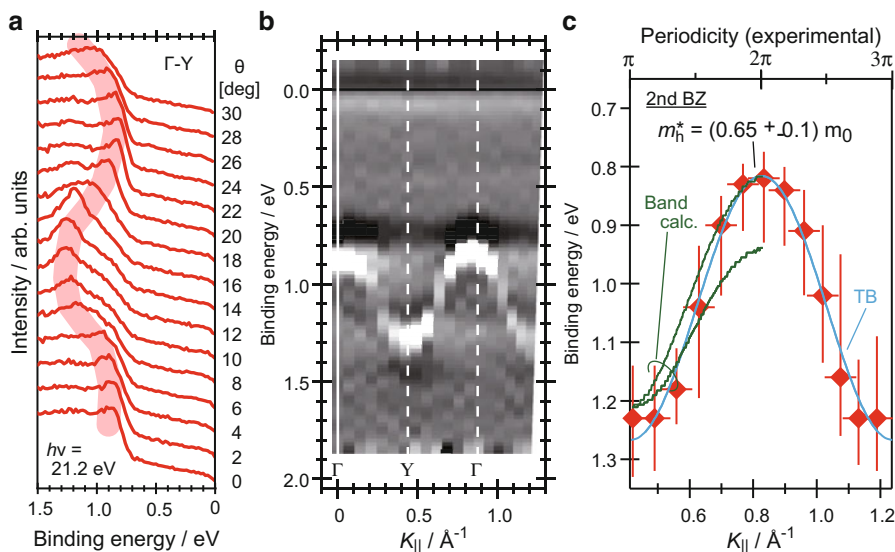 a
Γ-Y
θ
[deg]
30
28
26
24
22
20
18
16
14
12
10
8
6
4
2
0
hν =
21.2 eV
Intensity / arb. units
1.5
1.0
0.5
0
Binding energy / eV
b
0.0
0.5
1.0
1.5
2.0
Binding energy / eV
Γ
Y
Γ
0
0.4
0.8
1.2
K|| / Å-1
c
Periodicity (experimental)
π
2π
3π
2nd BZ
m*h = (0.65 +-0.1) m0
Band
calc.
TB
0.7
0.8
0.9
1.0
1.1
1.2
1.3
Binding energy / eV
0.6
0.8
1.0
1.2
K|| / Å-1